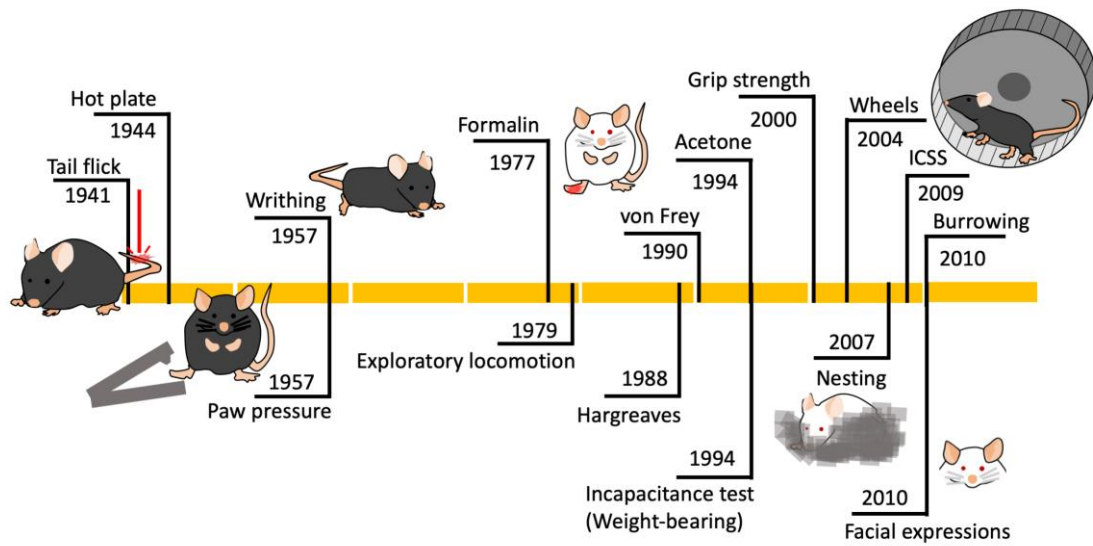 Hot plate
1944
Tail flick
1941
Writhing
1957
1957
Paw pressure
Formalin
1977
1979
Exploratory locomotion
von Frey
1990
1988
Hargreaves
Acetone
1994
1994
Incapacitance test
(Weight-bearing)
Grip strength
2000
Wheels
2004
ICSS
2009
Burrowing
2010
2007
Nesting
2010
Facial expressions